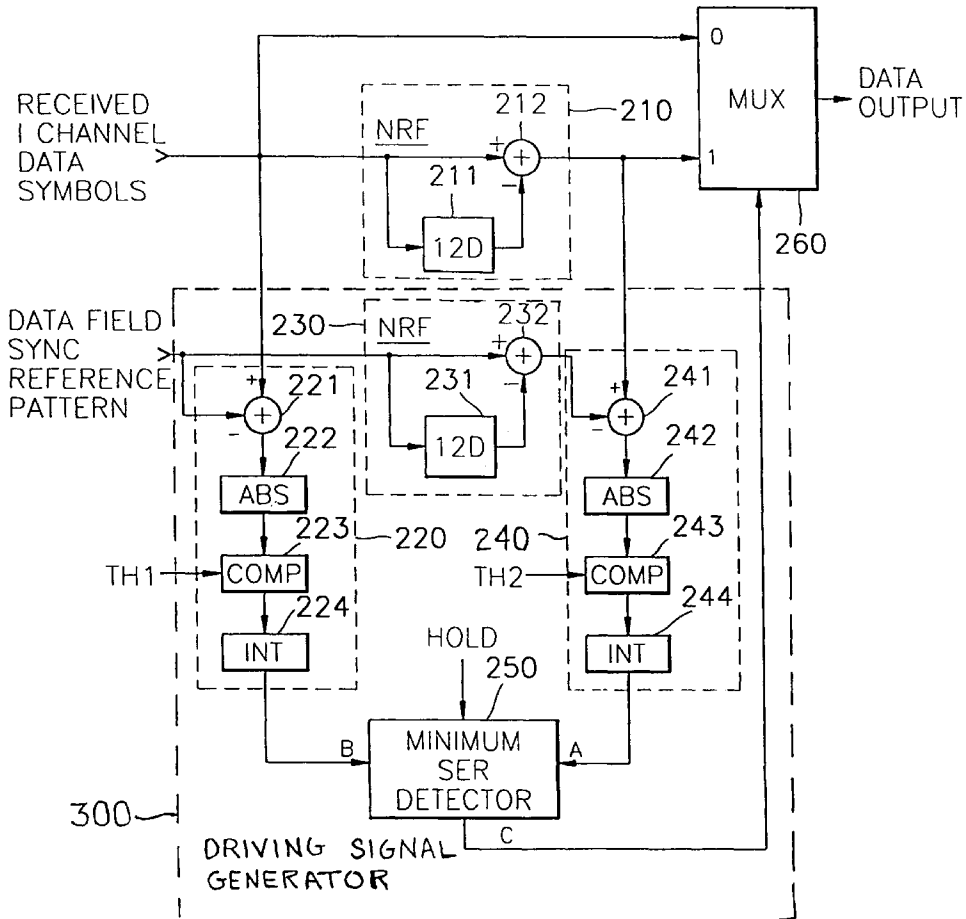 0
RECEIVED
I CHANNEL
DATA
SYMBOLS
NRF
212
+
+
−
211
12D
210
MUX
1
DATA
OUTPUT
260
DATA FIELD
SYNC
REFERENCE
PATTERN
230
NRF
232
+
+
−
231
12D
+
+
−
221
222
ABS
223
COMP
TH1
224
INT
220
+
+
−
241
242
ABS
243
COMP
TH2
244
INT
240
HOLD
250
MINIMUM
SER
DETECTOR
B
A
C
300
DRIVING SIGNAL
GENERATOR